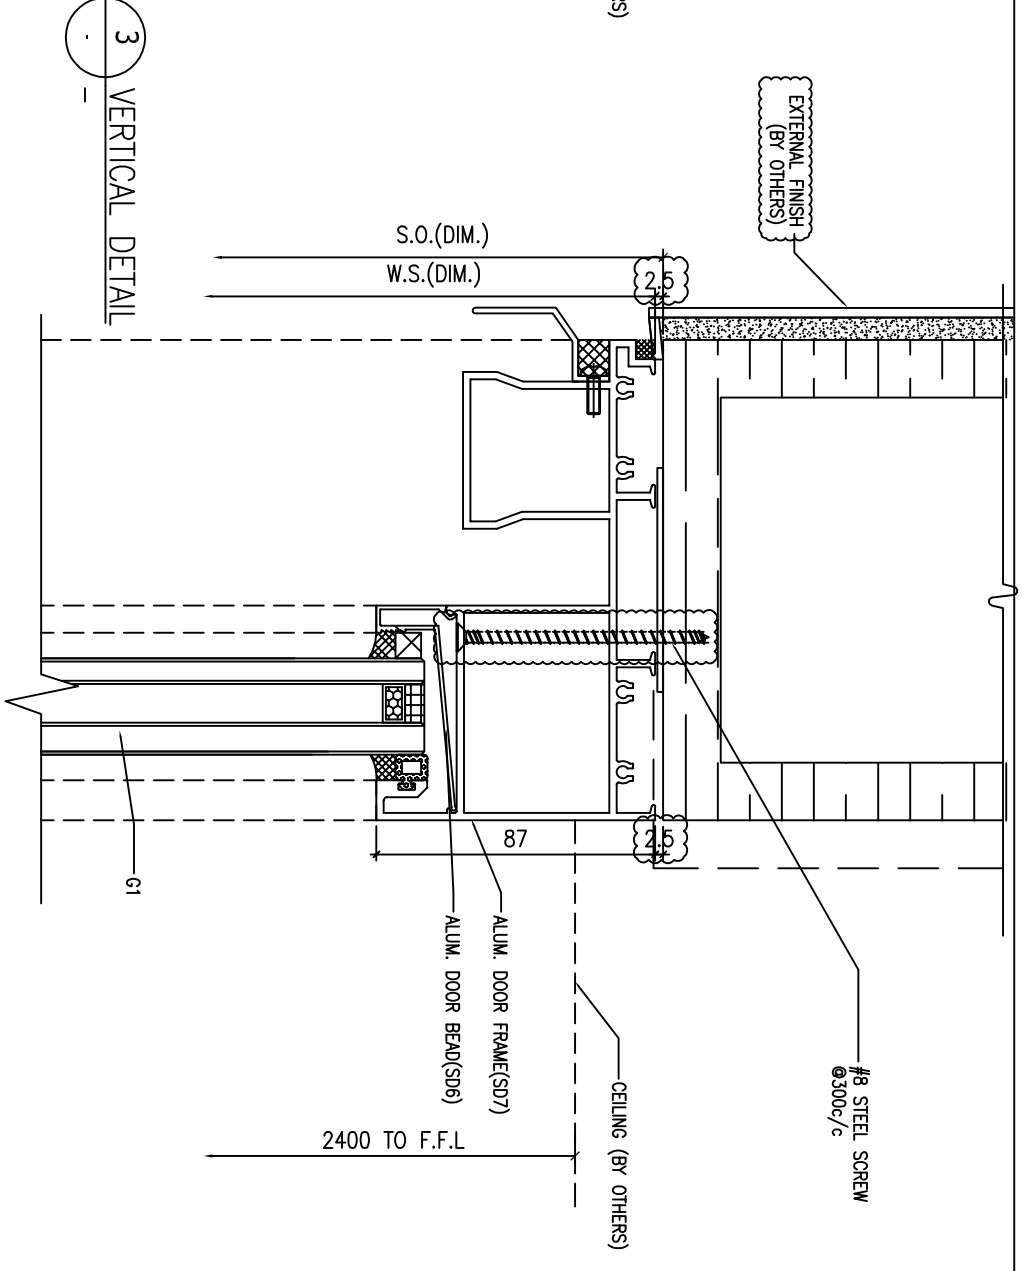 S)
EXTERNAL FINISH
(BY OTHERS)
3
VERTICAL DETAIL
-
-
S.O.(DIM.)
W.S.(DIM.)
2.5
87
2.5
G1
ALUM. DOOR BEAD(SD6)
ALUM. DOOR FRAME(SD7)
CEILING (BY OTHERS)
#8 STEEL SCREW
@300c/c
2400 TO F.F.L